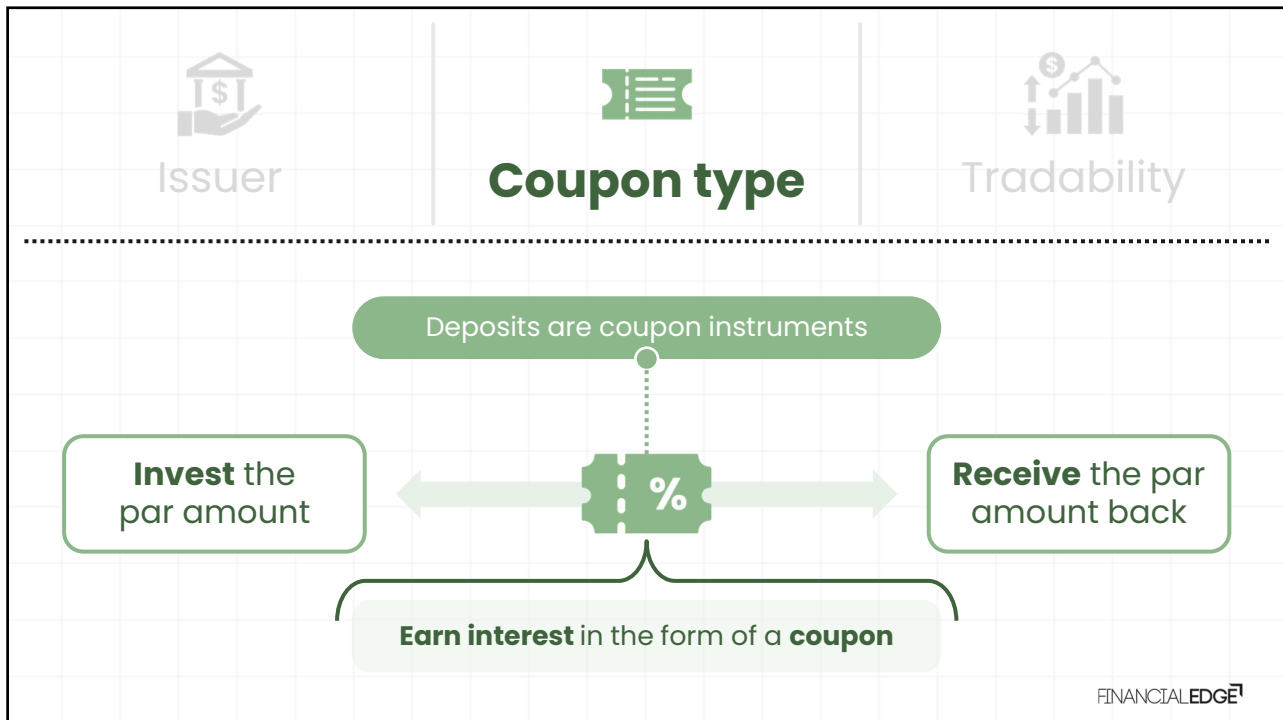 $
$
Issuer
Coupon type
Tradability
Deposits are coupon instruments
Invest the
par amount
%
Receive the par
amount back
Earn interest in the form of a coupon
FINANCIALEDGE